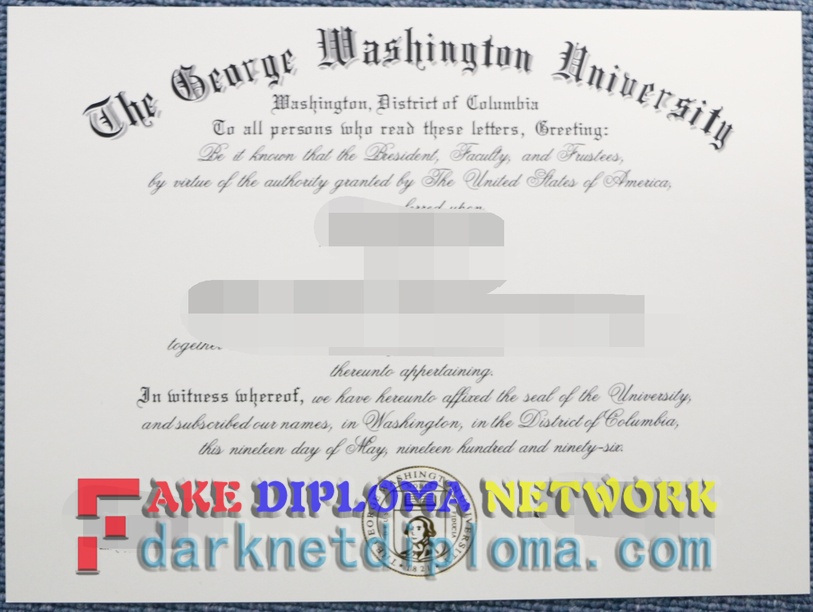 The George Washington University
Washington, District of Columbia
To all persons who read these letters, Greeting:
Be it known that the President, Faculty, and Trustees,
by virtue of the authority granted by The United States of America,
thereunto appertaining.
In witness whereof, we have hereunto affixed the seal of the University,
and subscribed our names, in Washington, in the District of Columbia,
this nineteen day of May, nineteen hundred and ninety-six.
FAKE DIPLOMA NETWORK
darknetdiploma.com